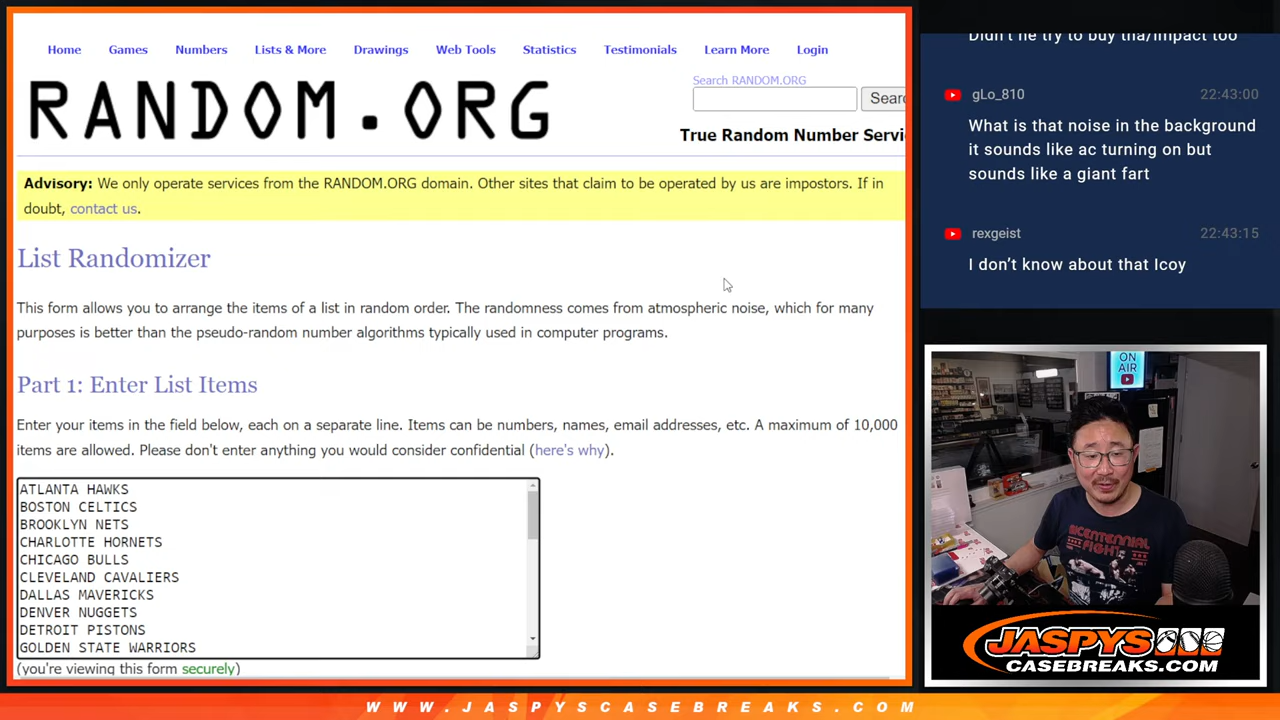 Home Games Numbers Lists & More Drawings Web Tools Statistics Testimonials Learn More Login
RANDOM.ORG
Search RANDOM.ORG
Searc
True Random Number Servi
Advisory: We only operate services from the RANDOM.ORG domain. Other sites that claim to be operated by us are impostors. If in
doubt, contact us.
List Randomizer
This form allows you to arrange the items of a list in random order. The randomness comes from atmospheric noise, which for many
purposes is better than the pseudo-random number algorithms typically used in computer programs.
Part 1: Enter List Items
Enter your items in the field below, each on a separate line. Items can be numbers, names, email addresses, etc. A maximum of 10,000
items are allowed. Please don't enter anything you would consider confidential (here's why).
ATLANTA HAWKS
BOSTON CELTICS
BROOKLYN NETS
CHARLOTTE HORNETS
CHICAGO BULLS
CLEVELAND CAVALIERS
DALLAS MAVERICKS
DENVER NUGGETS
DETROIT PISTONS
GOLDEN STATE WARRIORS
(you're viewing this form securely)
Didn't he try to buy tha/impact too
gLo_810 22:43:00
What is that noise in the background
it sounds like ac turning on but
sounds like a giant fart
rexgeist 22:43:15
I don't know about that Icoy
ON
AIR
BICENTENNIAL
FIGHT
JASPYS
CASEBREAKS.COM
WWW.JASPYSCASEBREAKS.COM